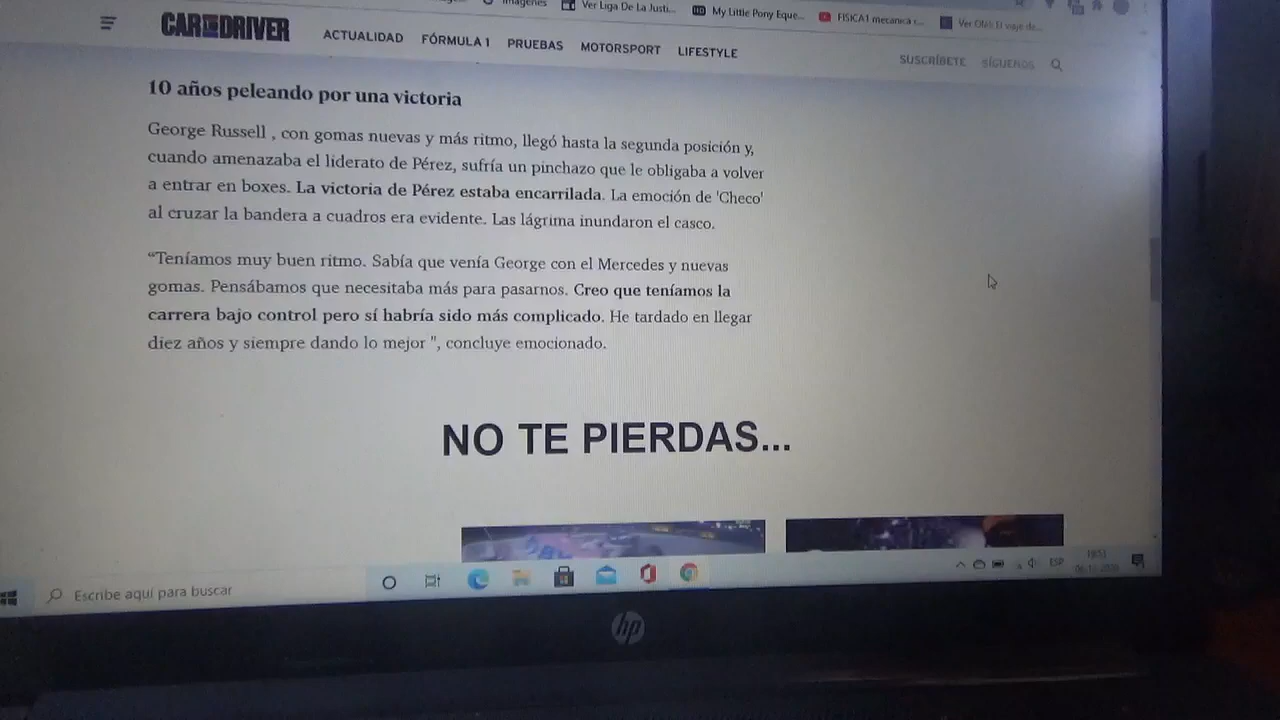 Imágenes Ver Liga De La Justi... My Little Pony Eque... FISICA1 mecanica
CAR DRIVER ACTUALIDAD FÓRMULA 1 PRUEBAS MOTORSPORT LIFESTYLE SUSCRÍBETE SÍGUENOS
10 años peleando por una victoria
George Russell , con gomas nuevas y más ritmo, llegó hasta la segunda posición y,
cuando amenazaba el liderato de Pérez, sufría un pinchazo que le obligaba a volver
a entrar en boxes. La victoria de Pérez estaba encarrilada. La emoción de 'Checo'
al cruzar la bandera a cuadros era evidente. Las lágrima inundaron el casco.
“Teníamos muy buen ritmo. Sabía que venía George con el Mercedes y nuevas
gomas. Pensábamos que necesitaba más para pasarnos. Creo que teníamos la
carrera bajo control pero sí habría sido más complicado. He tardado en llegar
diez años y siempre dando lo mejor ", concluye emocionado.
NO TE PIERDAS...
Escribe aquí para buscar ESP
hp